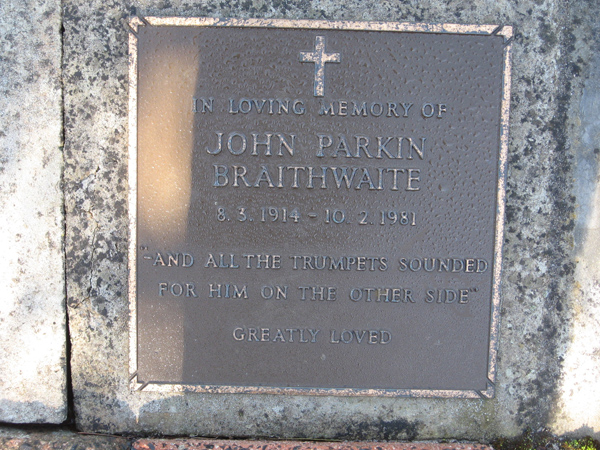 IN LOVING MEMORY OF
JOHN PARKIN
BRAITHWAITE
8.3.1914 - 10.2.1981
"AND ALL THE TRUMPETS SOUNDED
FOR HIM ON THE OTHER SIDE"
GREATLY LOVED